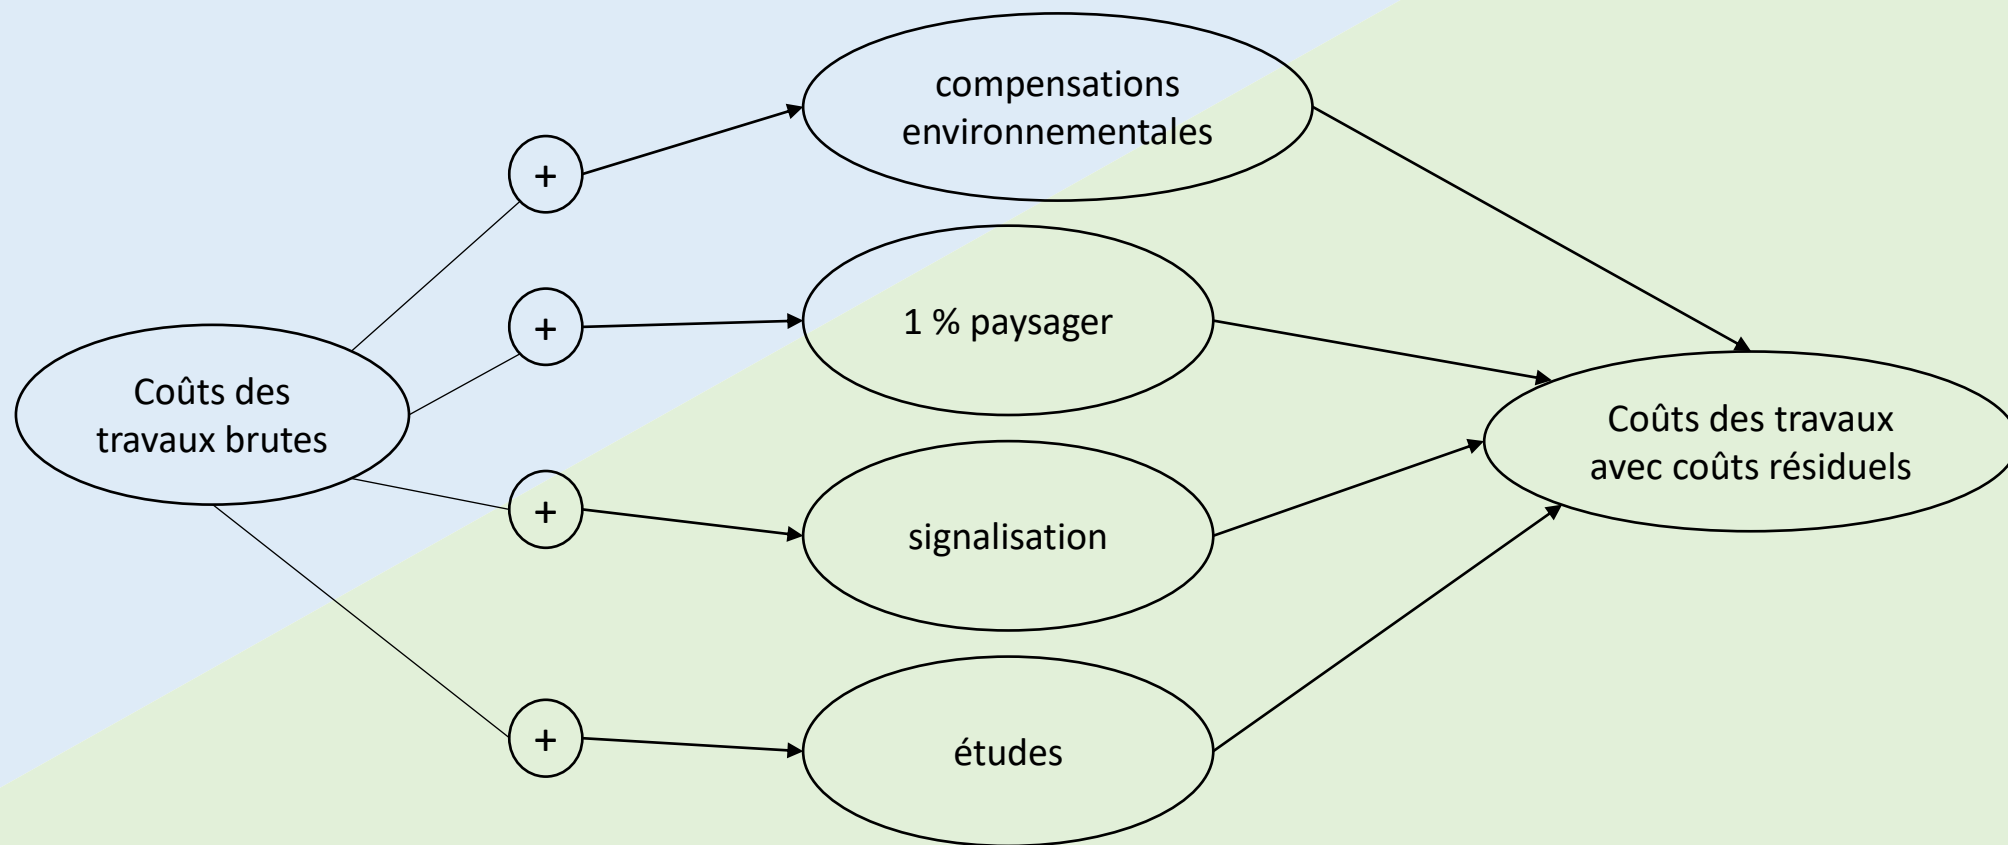 compensations
environnementales
+
+
1 % paysager
Coûts des
travaux brutes
Coûts des travaux
avec coûts résiduels
+
signalisation
+
études